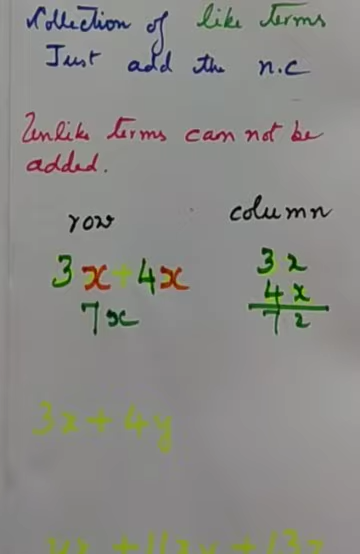 Collection of like terms
Just add the n.c
Unlike terms can not be
added.
row
3x+4x
7x
column
3x
4x
7x
3x+4y